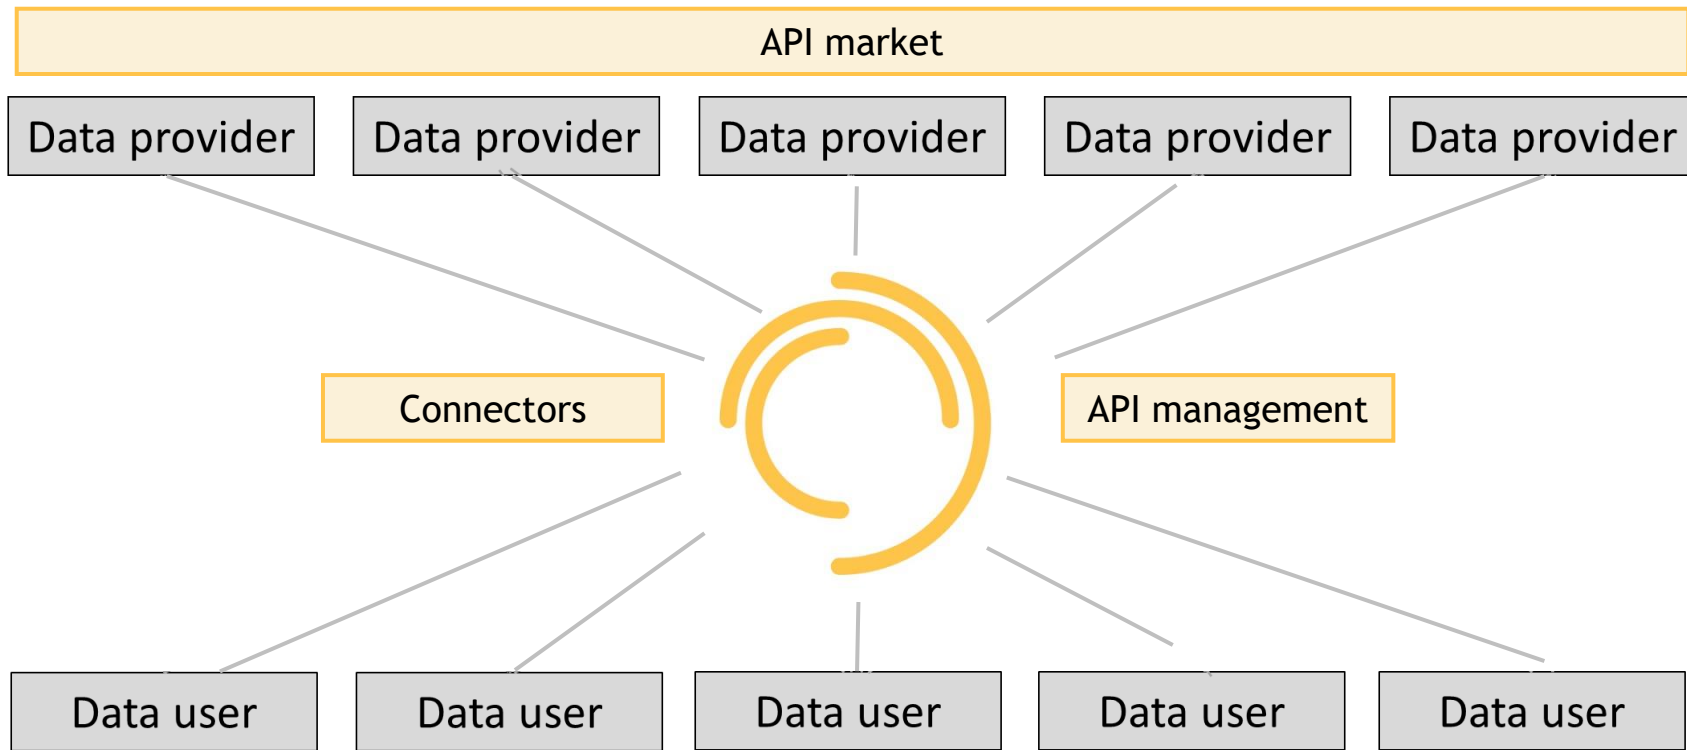 API market
Data provider
Data provider
Data provider
Data provider
Data provider
Connectors
API management
Data user
Data user
Data user
Data user
Data user